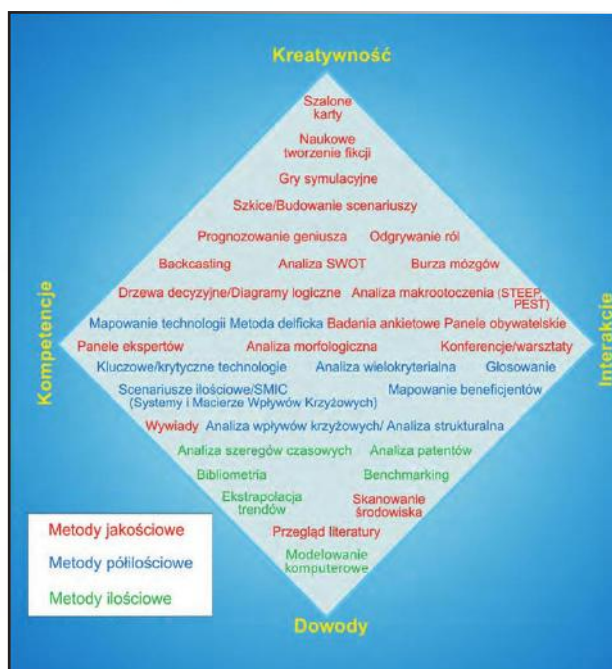 Kreatywność
Szalone
karty
Naukowe
tworzenie fikcji
Gry symulacyjne
Szkice/Budowanie scenariuszy
Prognozowanie geniusza Odgrywanie ról
Backcasting Analiza SWOT Burza mózgów
Drzewa decyzyjne/Diagramy logiczne Analiza makrootoczenia (STEEP,
PEST)
Mapowanie technologii Metoda delficka Badania ankietowe Panele obywatelskie
Panele ekspertów Analiza morfologiczna Konferencje/warsztaty
Kluczowe/krytyczne technologie Analiza wielokryterialna Głosowanie
Scenariusze ilościowe/SMIC Mapowanie beneficjentów
(Systemy i Macierze Wpływów Krzyżowych)
Wywiady Analiza wpływów krzyżowych/ Analiza strukturalna
Analiza szeregów czasowych Analiza patentów
Bibliometria Benchmarking
Ekstrapolacja
trendów
Skanowanie
środowiska
Przegląd literatury
Modelowanie
komputerowe
Kompetencje
Interakcje
Dowody
Metody jakościowe
Metody półilościowe
Metody ilościowe